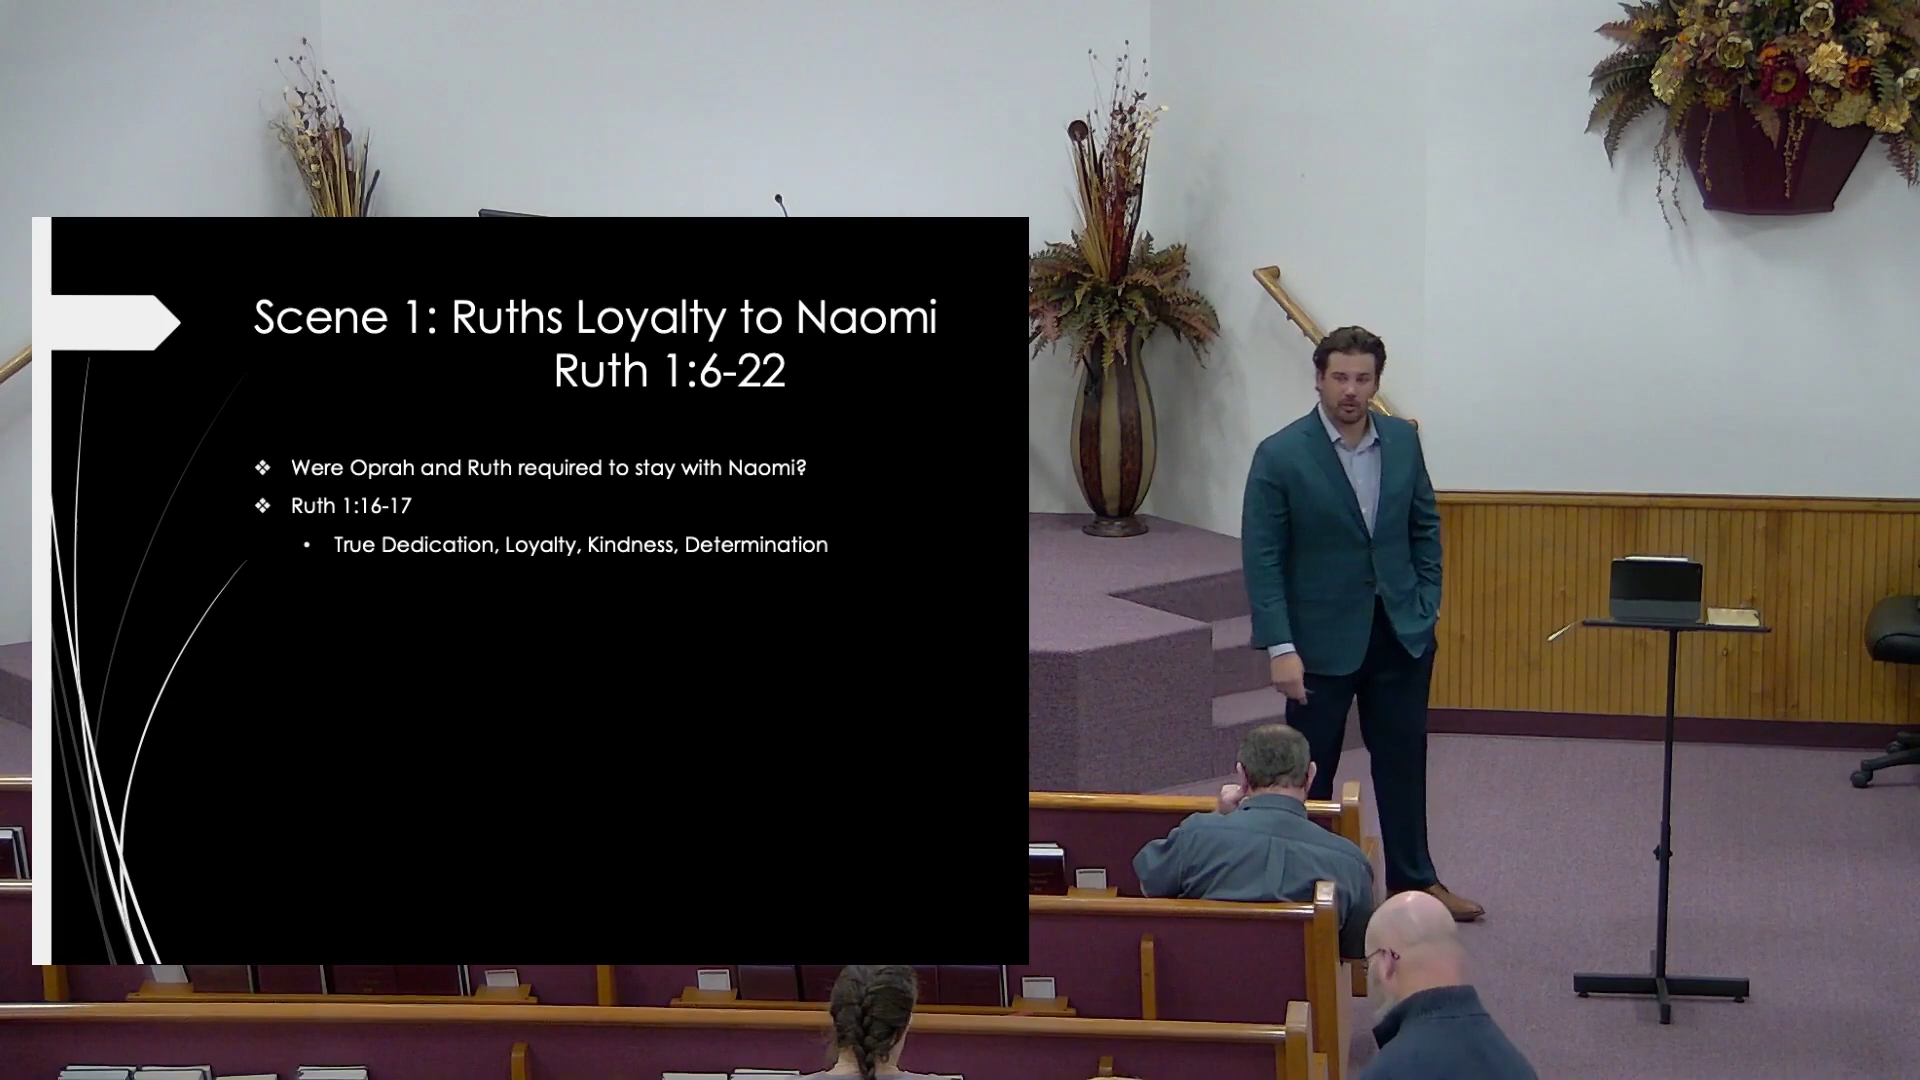 Scene 1: Ruths Loyalty to Naomi
Ruth 1:6-22
❖ Were Oprah and Ruth required to stay with Naomi?
❖ Ruth 1:16-17
• True Dedication, Loyalty, Kindness, Determination